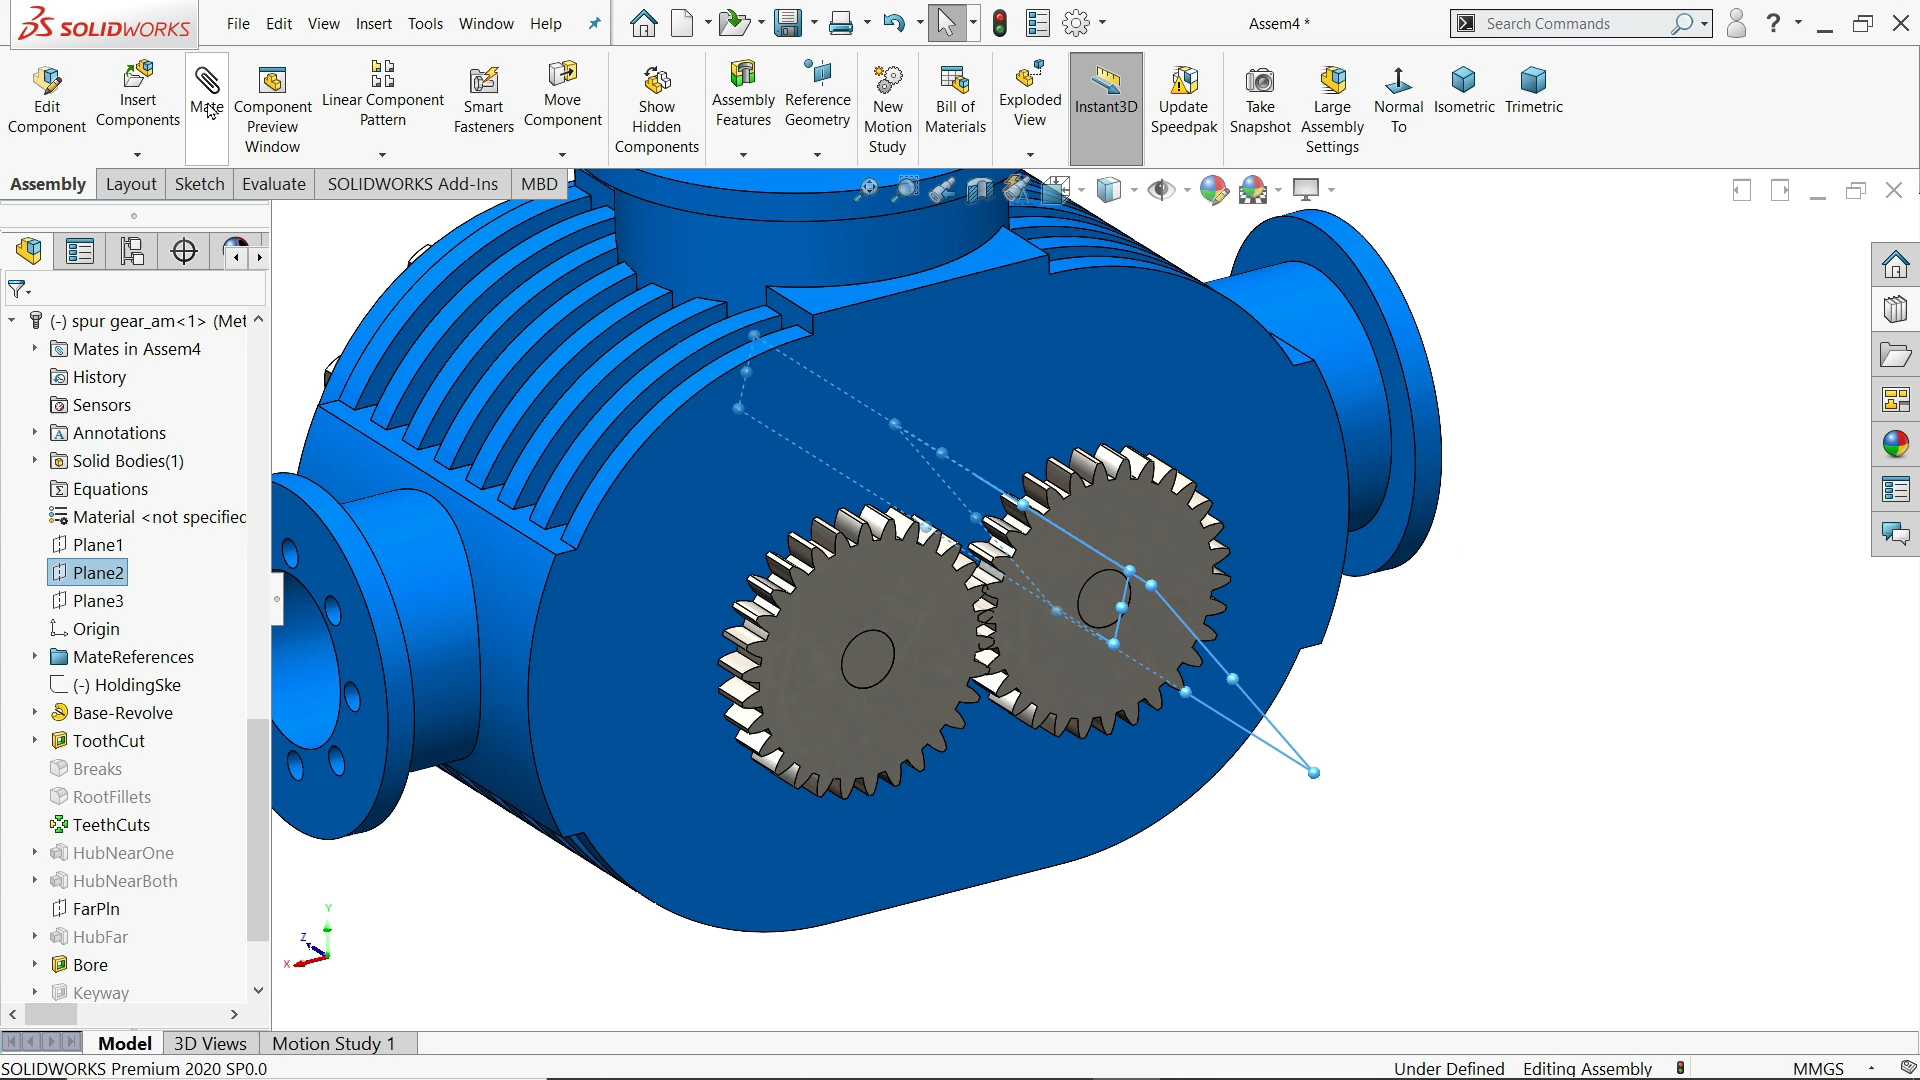 SOLIDWORKS
File Edit View Insert Tools Window Help
Assem4 *
Search Commands
?
Edit Component
Insert Components
Mate
Component Preview Window
Linear Component Pattern
Smart Fasteners
Move Component
Show Hidden Components
Assembly Features
Reference Geometry
New Motion Study
Bill of Materials
Exploded View
Instant3D
Update Speedpak
Take Snapshot
Large Assembly Settings
Normal To
Isometric
Trimetric
Assembly Layout Sketch Evaluate SOLIDWORKS Add-Ins MBD
(-) spur gear_am<1> (Met
Mates in Assem4
History
Sensors
Annotations
Solid Bodies(1)
Equations
Material <not specified
Plane1
Plane2
Plane3
Origin
MateReferences
(-) HoldingSke
Base-Revolve
ToothCut
Breaks
RootFillets
TeethCuts
HubNearOne
HubNearBoth
FarPln
HubFar
Bore
Keyway
Y
Z
X
Model 3D Views Motion Study 1
SOLIDWORKS Premium 2020 SP0.0
Under Defined Editing Assembly MMGS